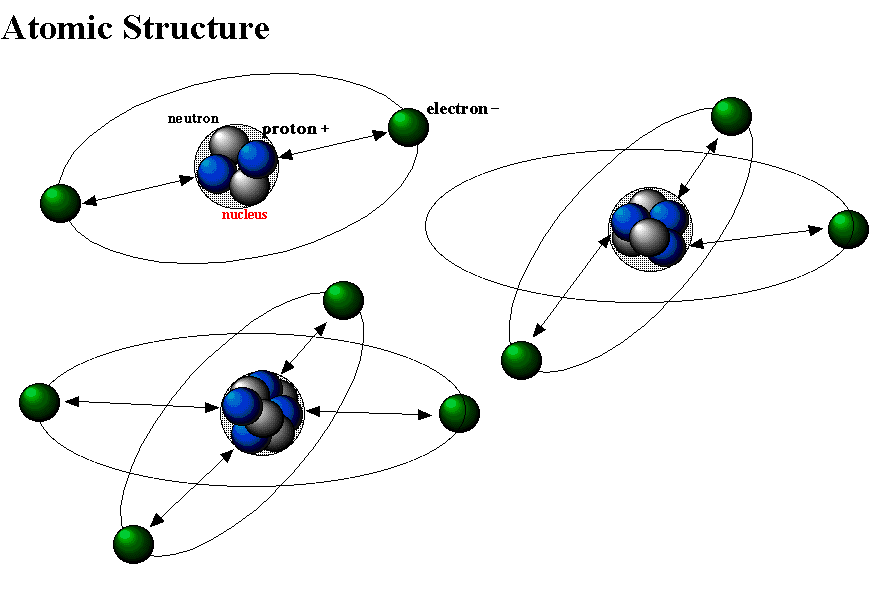 Atomic Structure
electron −
neutron
proton +
nucleus